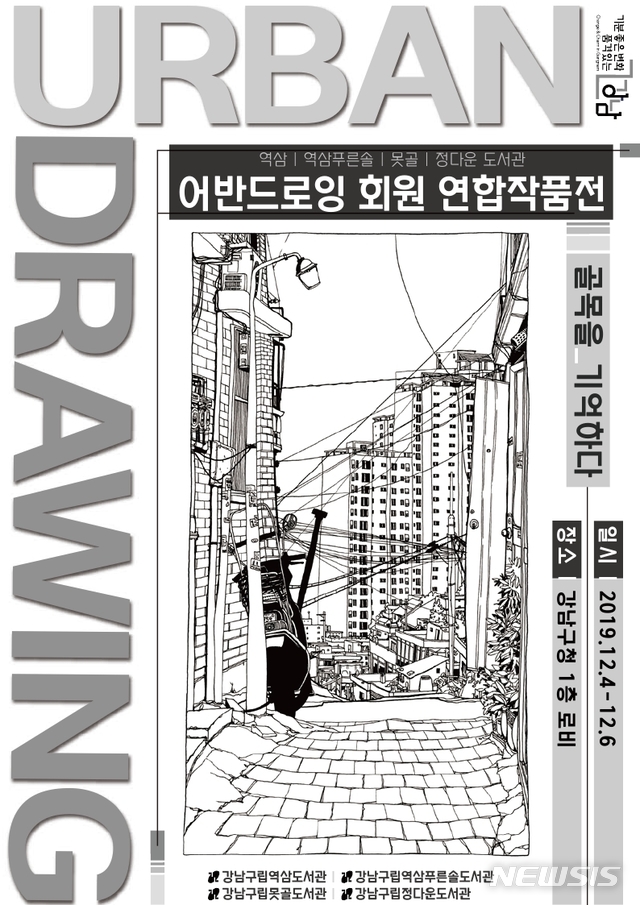 URBAN
DRAWING
기분 좋은 변화
품격 있는
강남
역삼 | 역삼푸른솔 | 못골 | 정다운 도서관
어반드로잉 회원 연합작품전
골목을_ 기억하다
일시 2019.12.4-12.6
장소 강남구청 1층 로비
강남구립역삼도서관 | 강남구립역삼푸른솔도서관
강남구립못골도서관 | 강남구립정다운도서관
NEWSIS